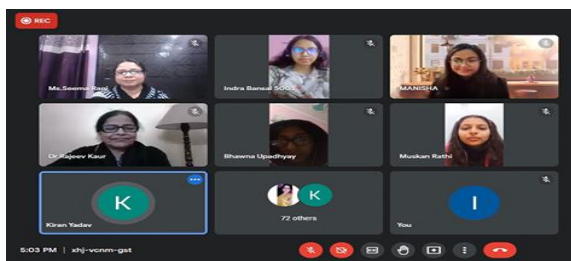 REC
Ms.Seema Rani
Indra Bansal 5003
MANISHA
Dr.Rajeev Kaur
Bhawna Upadhyay
Muskan Rathi
K
Kiran Yadav
K
72 others
I
You
5:03 PM | xhj-vcnm-gst